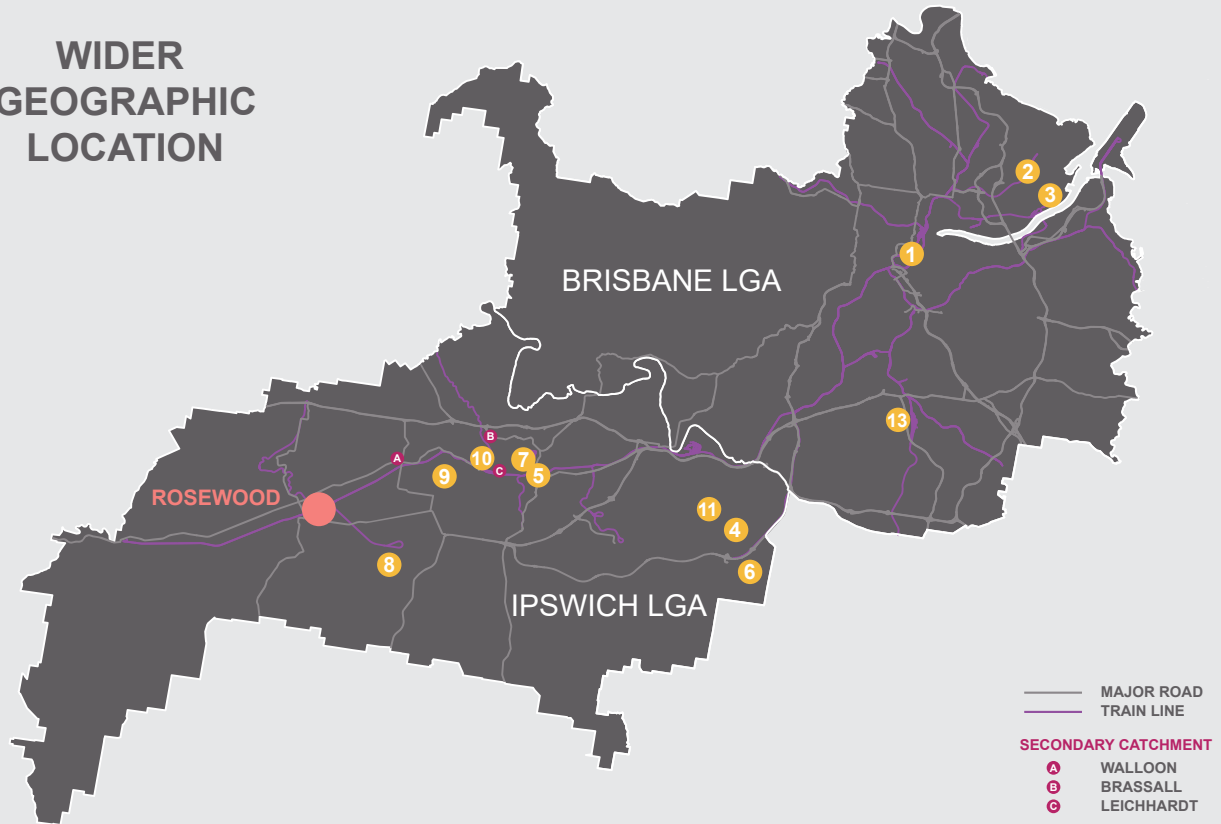 WIDER
GEOGRAPHIC
LOCATION
2
3
1
BRISBANE LGA
13
B
A
10
7
C
9
5
ROSEWOOD
11
4
8
6
IPSWICH LGA
MAJOR ROAD
TRAIN LINE
SECONDARY CATCHMENT
A WALLOON
B BRASSALL
C LEICHHARDT